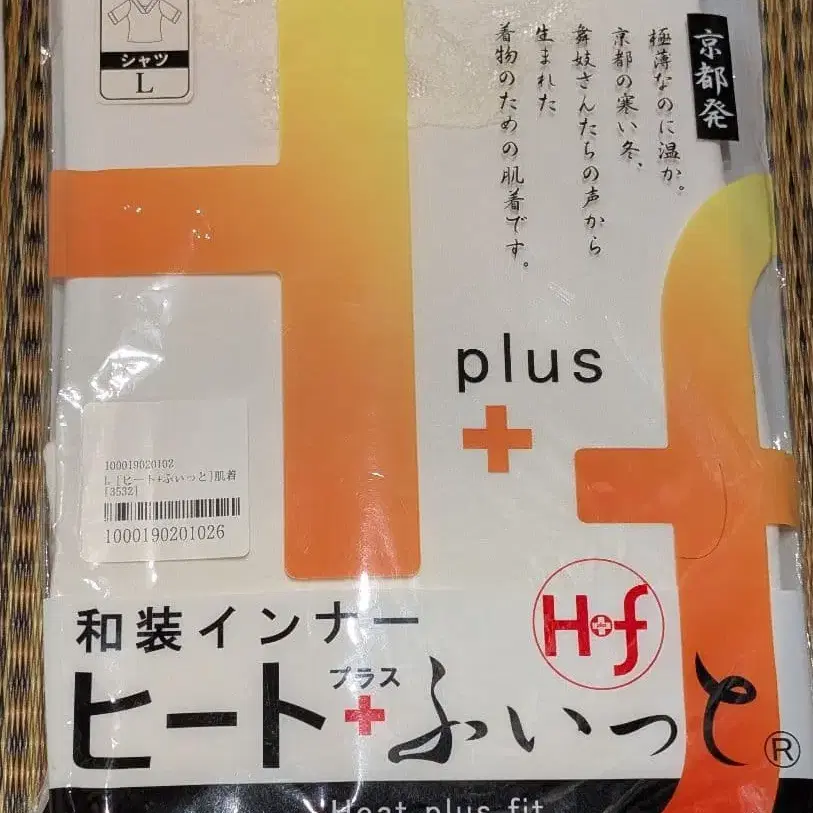 シャツ
L
京都発
極薄なのに温か。
京都の寒い冬、
舞妓さんたちの声から
生まれた
着物のための肌着です。
plus
+
100019020102
L [ヒート+ふぃっと]肌着
[3532]
1000190201026
H+f
和装インナー
プラス
ヒート+ふぃっと®
Heat plus fit